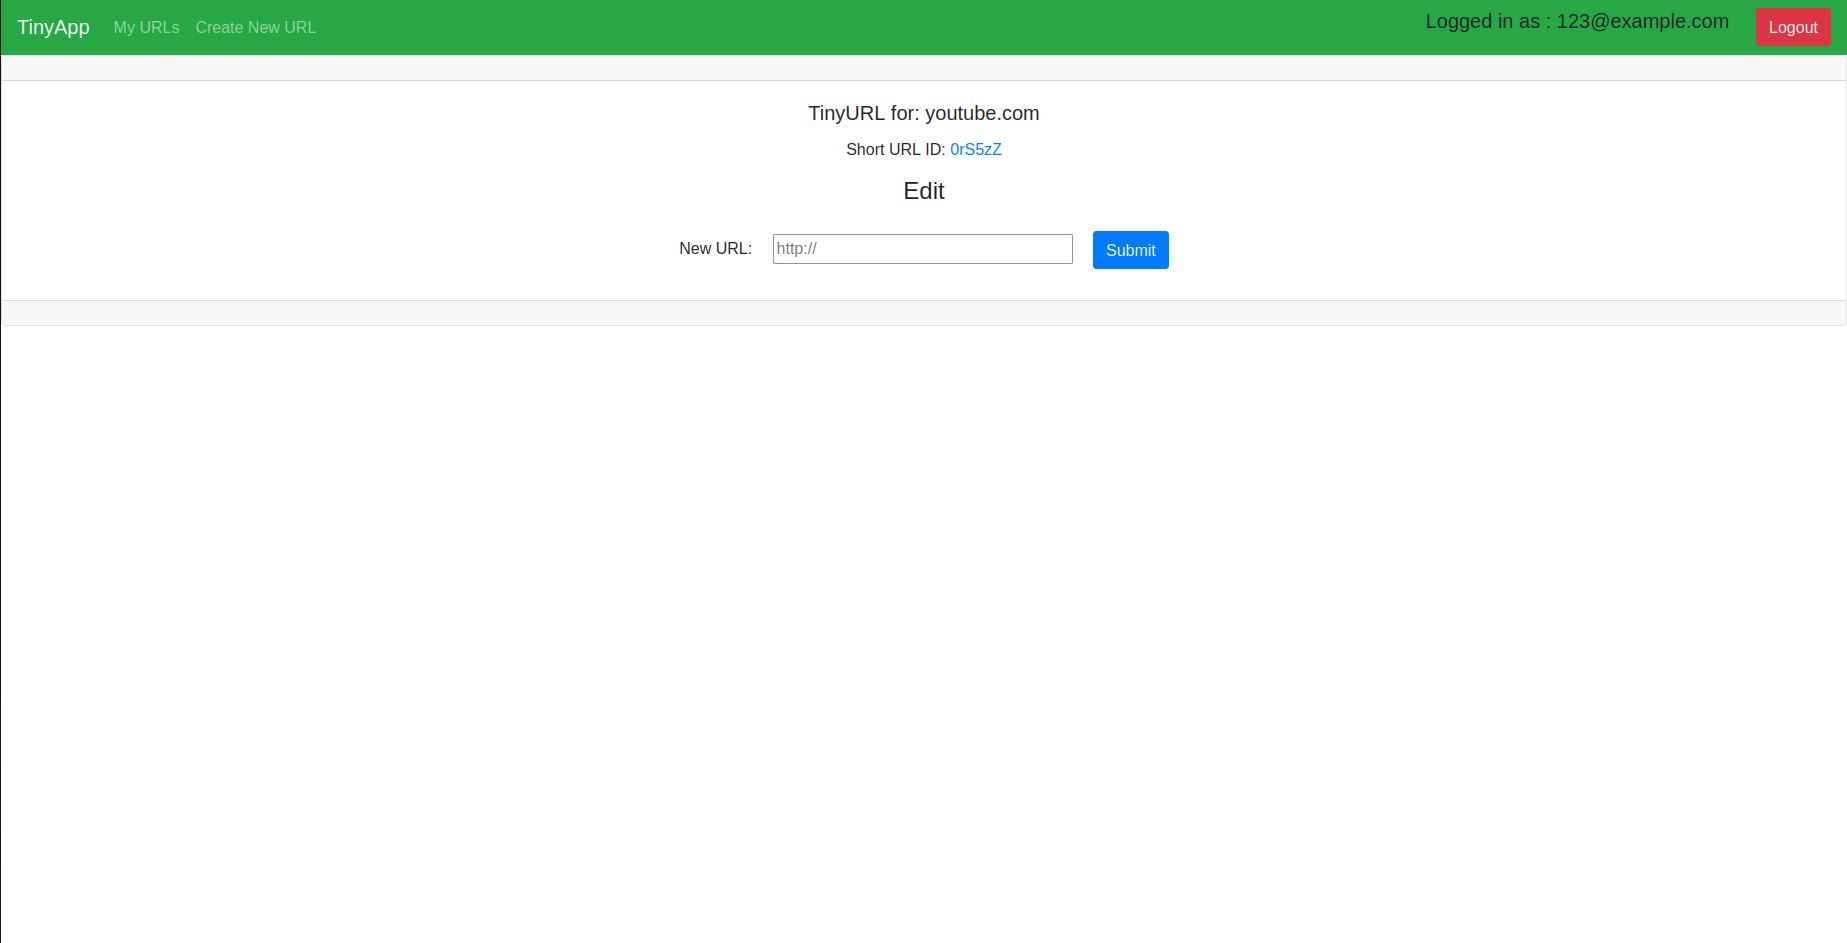 TinyApp My URLs Create New URL Logged in as : 123@example.com Logout
TinyURL for: youtube.com
Short URL ID: 0rS5zZ
Edit
New URL: http:// Submit